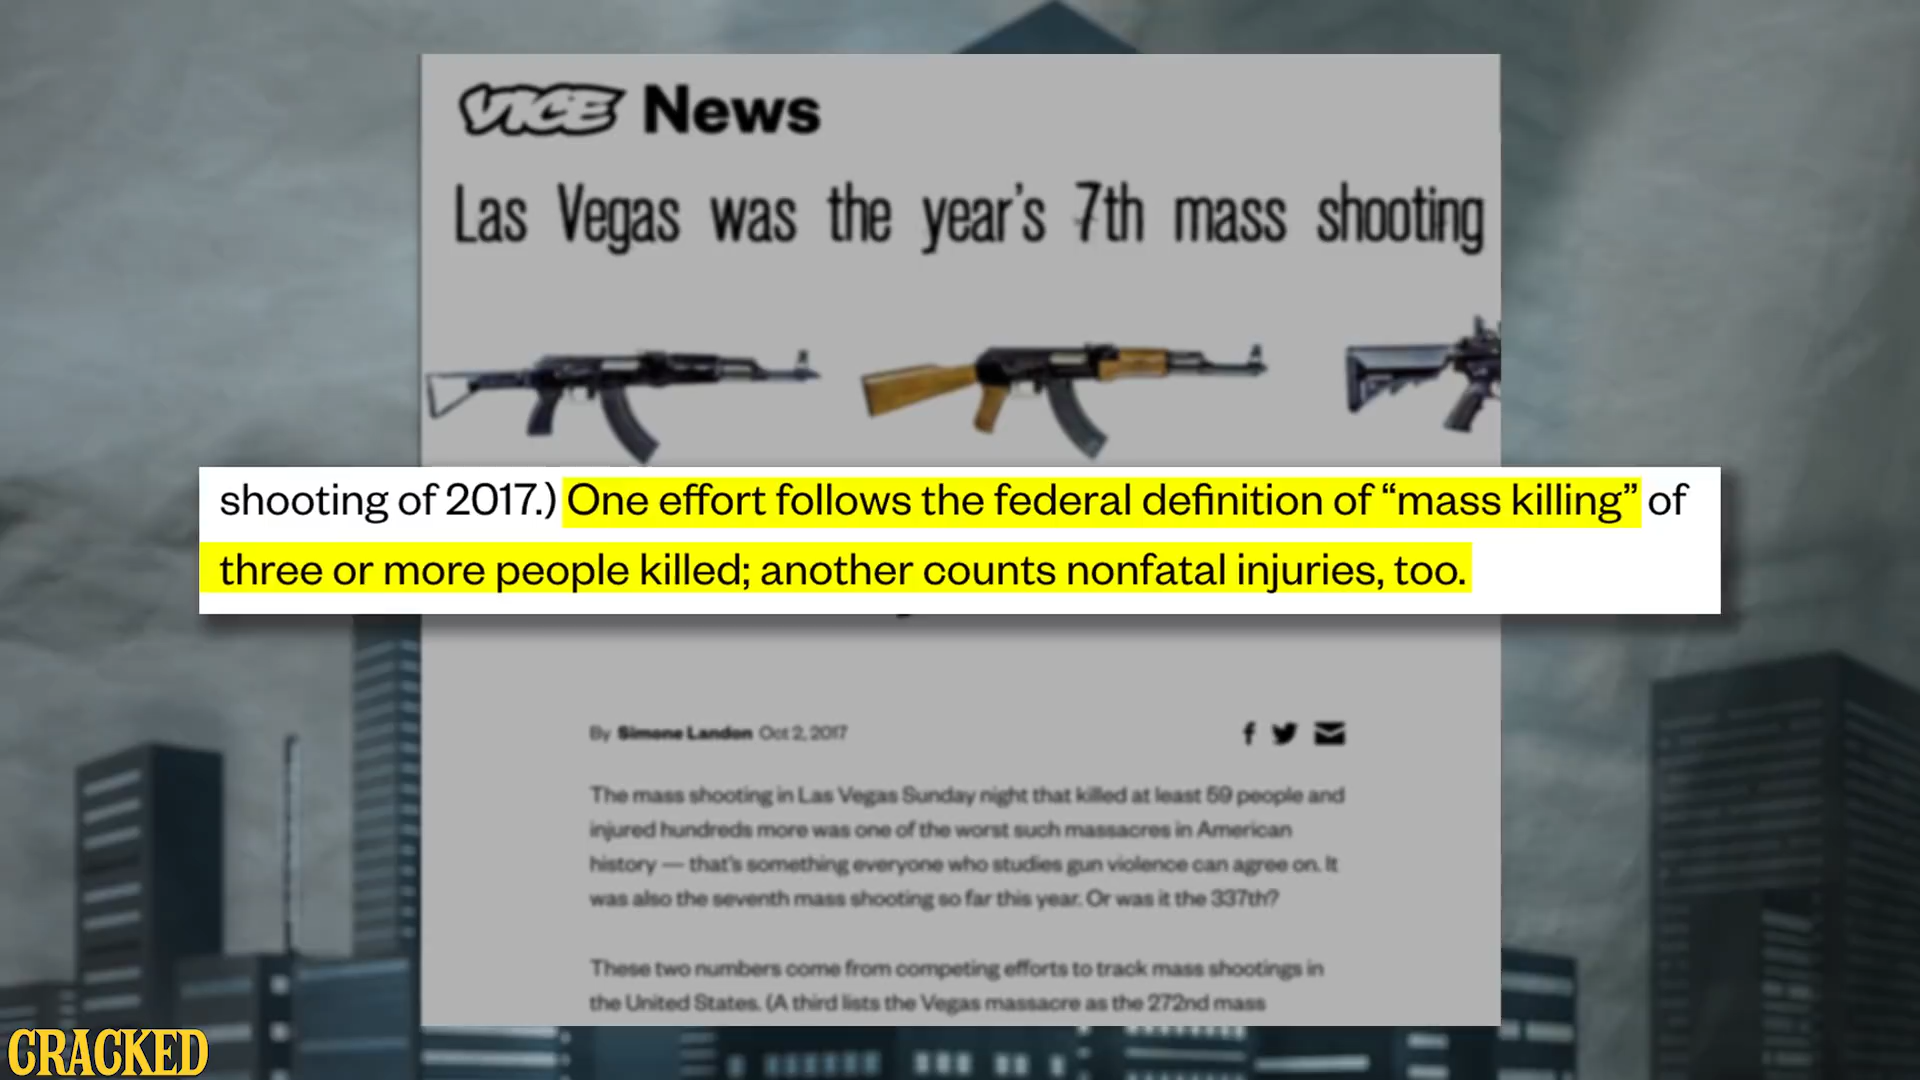 VICE News
Las Vegas was the year's 7th mass shooting
shooting of 2017.) One effort follows the federal definition of “mass killing” of
three or more people killed; another counts nonfatal injuries, too.
By Simone Landon Oct 2, 2017
The mass shooting in Las Vegas Sunday night that killed at least 59 people and
injured hundreds more was one of the worst such massacres in American
history — that's something everyone who studies gun violence can agree on. It
was also the seventh mass shooting so far this year. Or was it the 337th?
These two numbers come from competing efforts to track mass shootings in
the United States. (A third lists the Vegas massacre as the 272nd mass
CRACKED